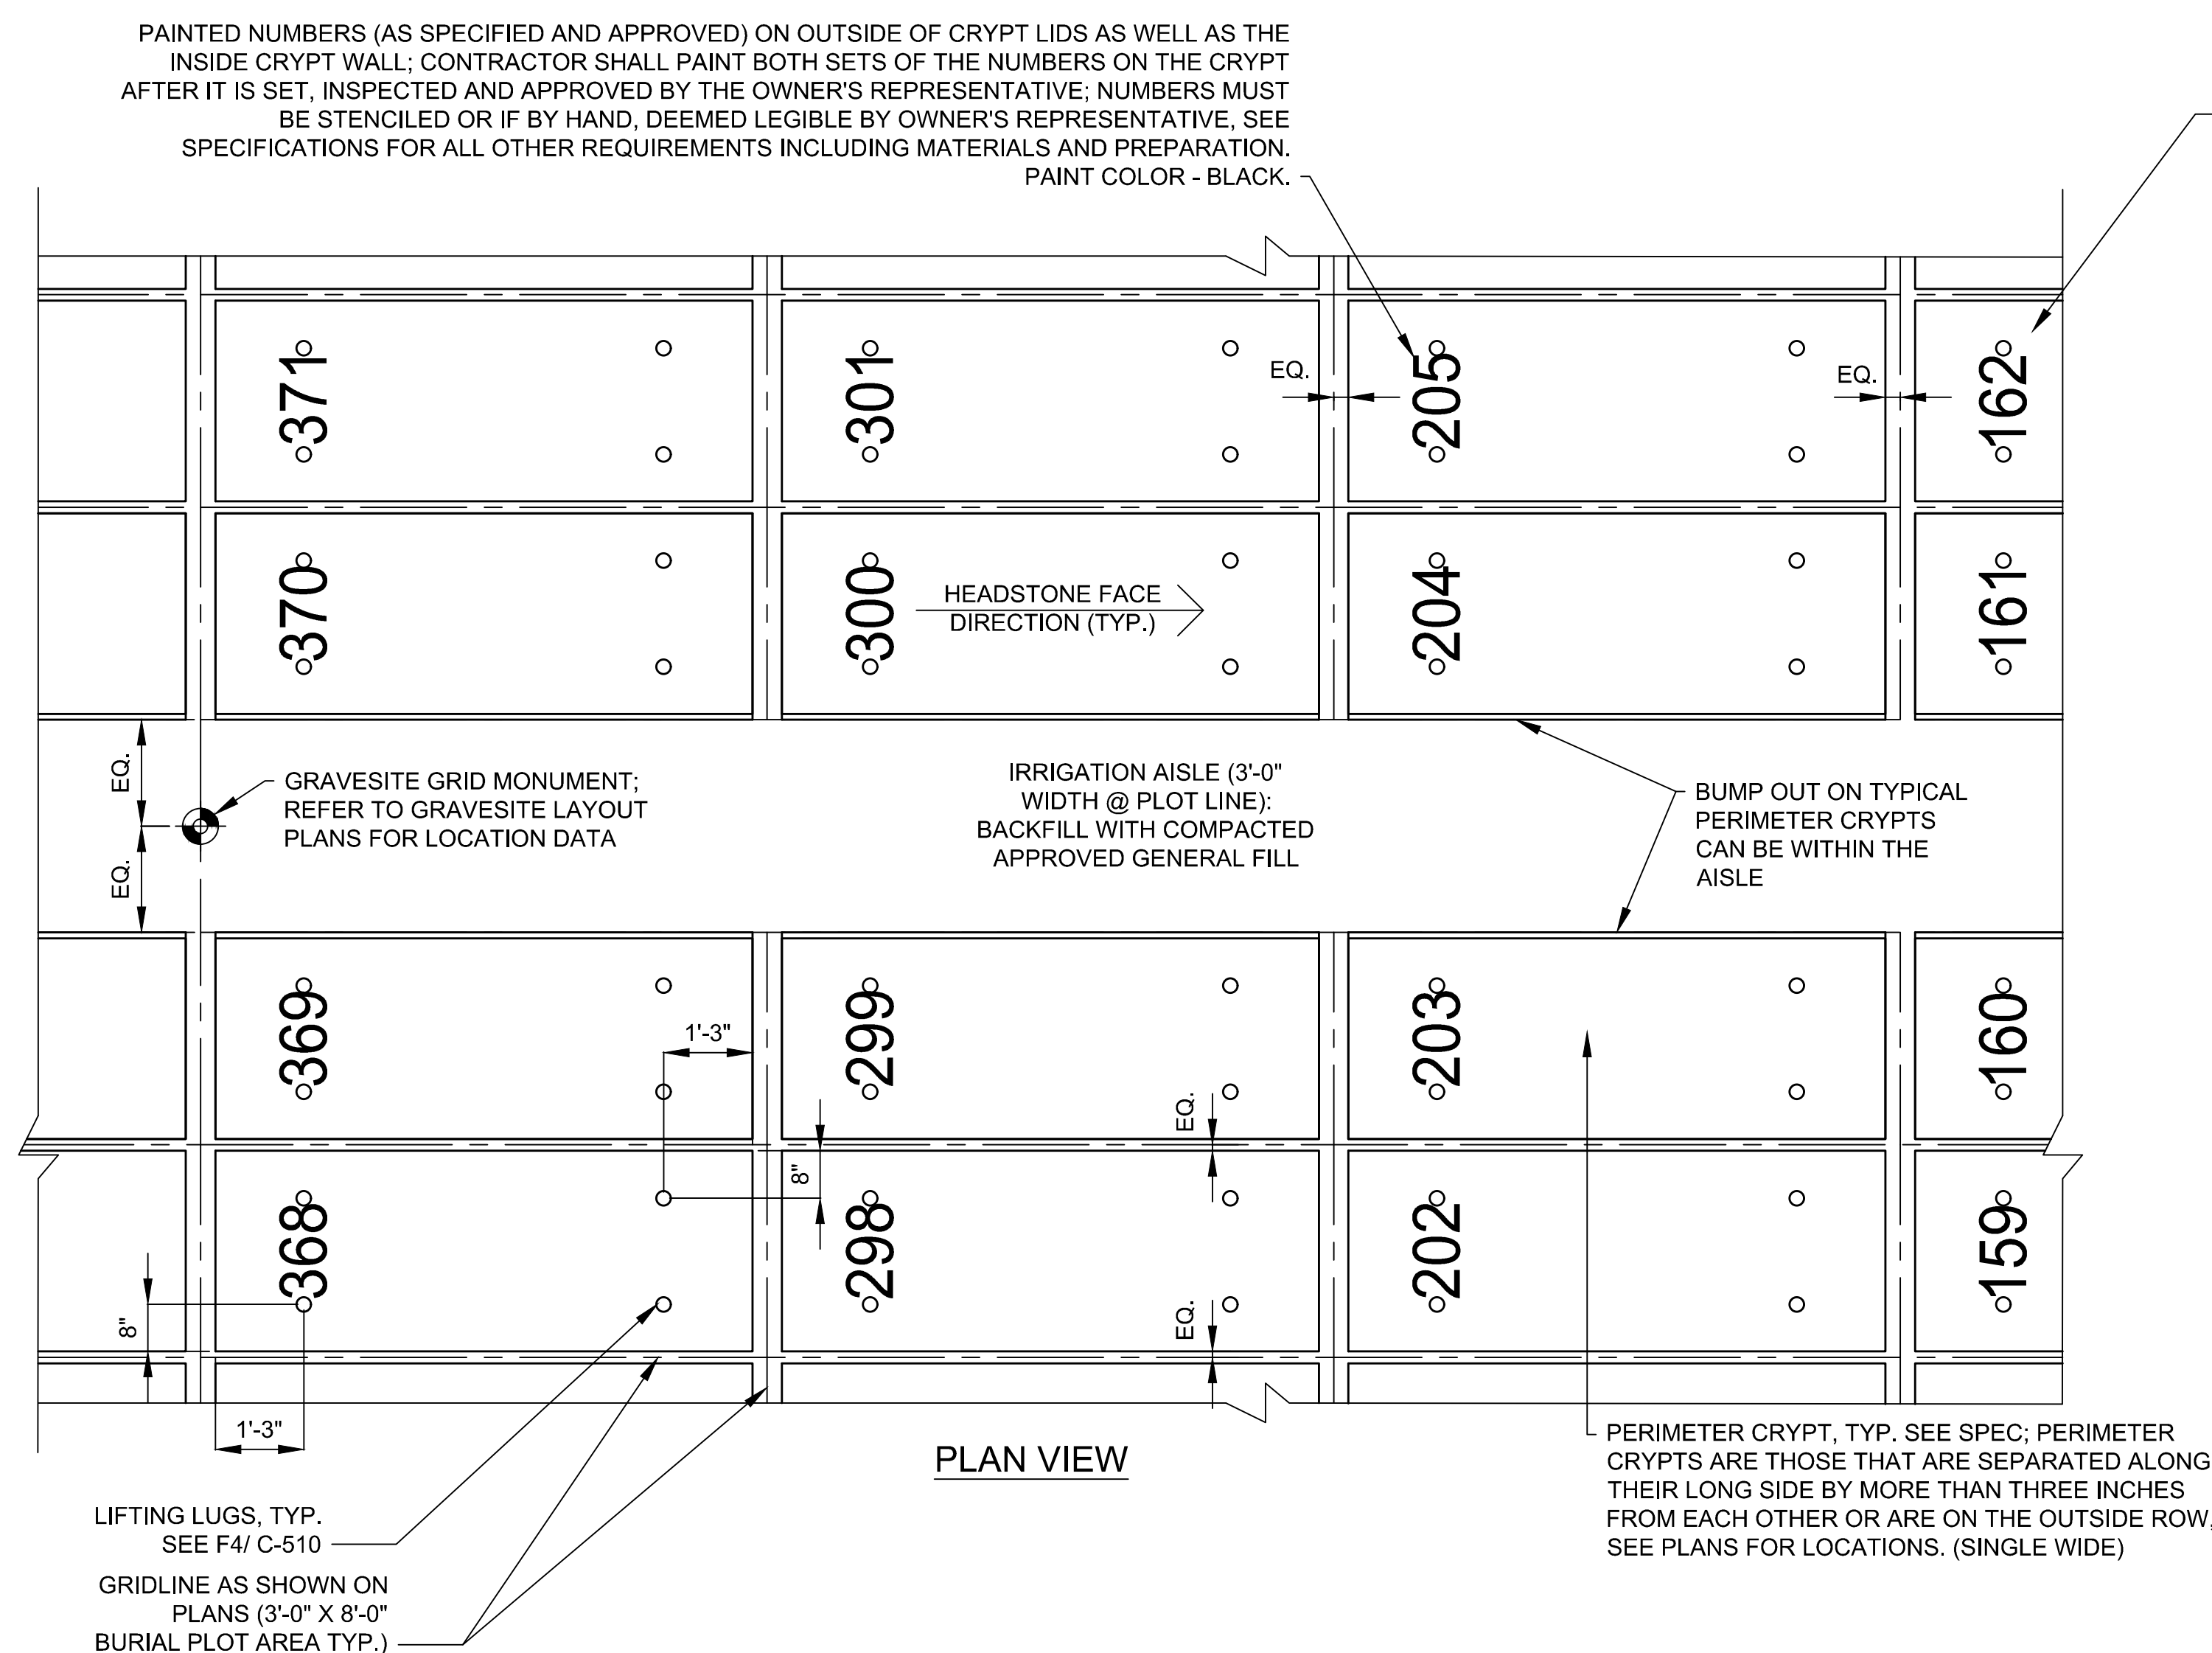 PAINTED NUMBERS (AS SPECIFIED AND APPROVED) ON OUTSIDE OF CRYPT LIDS AS WELL AS THE
INSIDE CRYPT WALL; CONTRACTOR SHALL PAINT BOTH SETS OF THE NUMBERS ON THE CRYPT
AFTER IT IS SET, INSPECTED AND APPROVED BY THE OWNER'S REPRESENTATIVE; NUMBERS MUST
BE STENCILED OR IF BY HAND, DEEMED LEGIBLE BY OWNER'S REPRESENTATIVE, SEE
SPECIFICATIONS FOR ALL OTHER REQUIREMENTS INCLUDING MATERIALS AND PREPARATION.
PAINT COLOR - BLACK.
371
301
EQ.
205
EQ.
162
370
300
HEADSTONE FACE
DIRECTION (TYP.)
204
161
EQ.
EQ.
GRAVESITE GRID MONUMENT;
REFER TO GRAVESITE LAYOUT
PLANS FOR LOCATION DATA
IRRIGATION AISLE (3'-0"
WIDTH @ PLOT LINE):
BACKFILL WITH COMPACTED
APPROVED GENERAL FILL
BUMP OUT ON TYPICAL
PERIMETER CRYPTS
CAN BE WITHIN THE
AISLE
369
1'-3"
299
EQ.
203
160
368
8"
298
EQ.
202
159
8"
1'-3"
PLAN VIEW
LIFTING LUGS, TYP.
SEE F4/ C-510
GRIDLINE AS SHOWN ON
PLANS (3'-0" X 8'-0"
BURIAL PLOT AREA TYP.)
PERIMETER CRYPT, TYP. SEE SPEC; PERIMETER
CRYPTS ARE THOSE THAT ARE SEPARATED ALONG
THEIR LONG SIDE BY MORE THAN THREE INCHES
FROM EACH OTHER OR ARE ON THE OUTSIDE ROW,
SEE PLANS FOR LOCATIONS. (SINGLE WIDE)